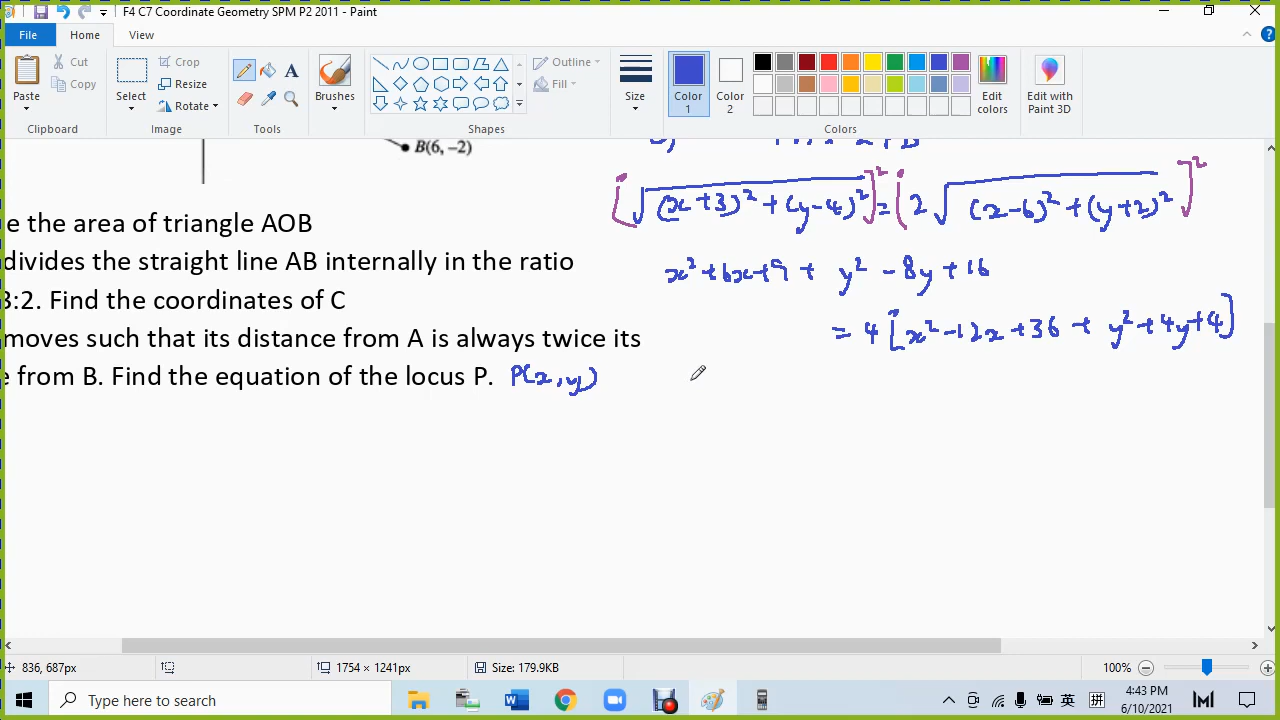 F4 C7 Coordinate Geometry SPM P2 2011 - Paint
File Home View
Paste Cut Copy Clipboard
Select Crop Resize Rotate Image
A Tools
Brushes
Outline Fill Shapes
Size
Color 1 Color 2 Edit colors Colors
Edit with Paint 3D
B(6, –2)
[√(x+3)²+(y-4)²]² = [2√(x-6)²+(y+2)²]²
e the area of triangle AOB
divides the straight line AB internally in the ratio
x²+6x+9 + y² - 8y + 16
3:2. Find the coordinates of C
= 4[x²-12x+36 + y²+4y+4]
moves such that its distance from A is always twice its
e from B. Find the equation of the locus P. P(x, y)
836, 687px 1754 × 1241px Size: 179.9KB 100%
Type here to search
英 拼 4:43 PM
6/10/2021